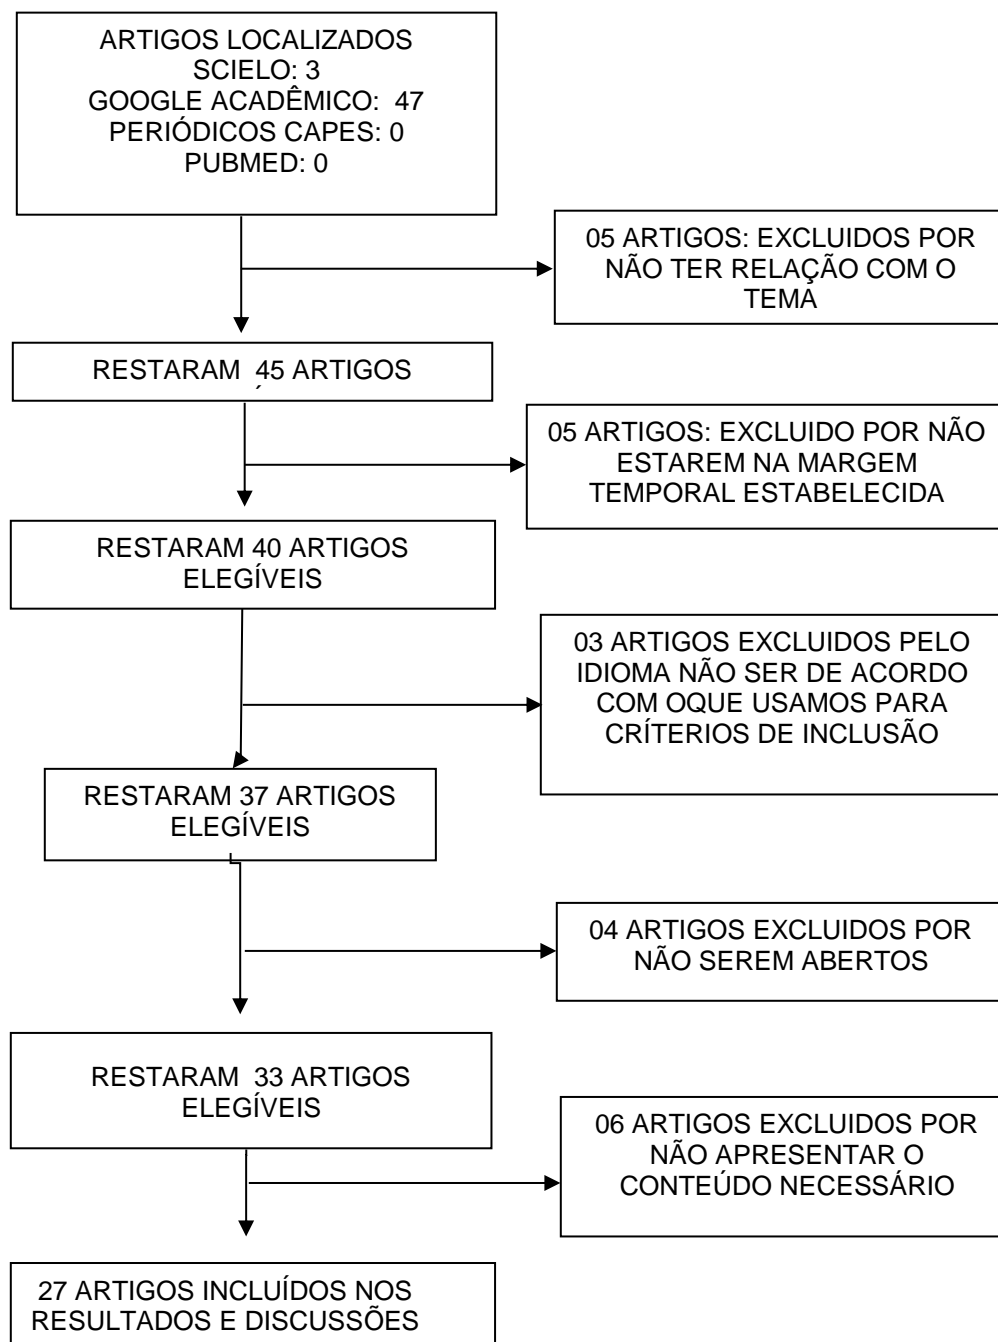 ARTIGOS LOCALIZADOS
SCIELO: 3
GOOGLE ACADÊMICO: 47
PERIÓDICOS CAPES: 0
PUBMED: 0
05 ARTIGOS: EXCLUIDOS POR
NÃO TER RELAÇÃO COM O
TEMA
RESTARAM 45 ARTIGOS
05 ARTIGOS: EXCLUIDO POR NÃO
ESTAREM NA MARGEM
TEMPORAL ESTABELECIDA
RESTARAM 40 ARTIGOS
ELEGÍVEIS
03 ARTIGOS EXCLUIDOS PELO
IDIOMA NÃO SER DE ACORDO
COM OQUE USAMOS PARA
CRÍTERIOS DE INCLUSÃO
RESTARAM 37 ARTIGOS
ELEGÍVEIS
04 ARTIGOS EXCLUIDOS POR
NÃO SEREM ABERTOS
RESTARAM 33 ARTIGOS
ELEGÍVEIS
06 ARTIGOS EXCLUIDOS POR
NÃO APRESENTAR O
CONTEÚDO NECESSÁRIO
27 ARTIGOS INCLUÍDOS NOS
RESULTADOS E DISCUSSÕES